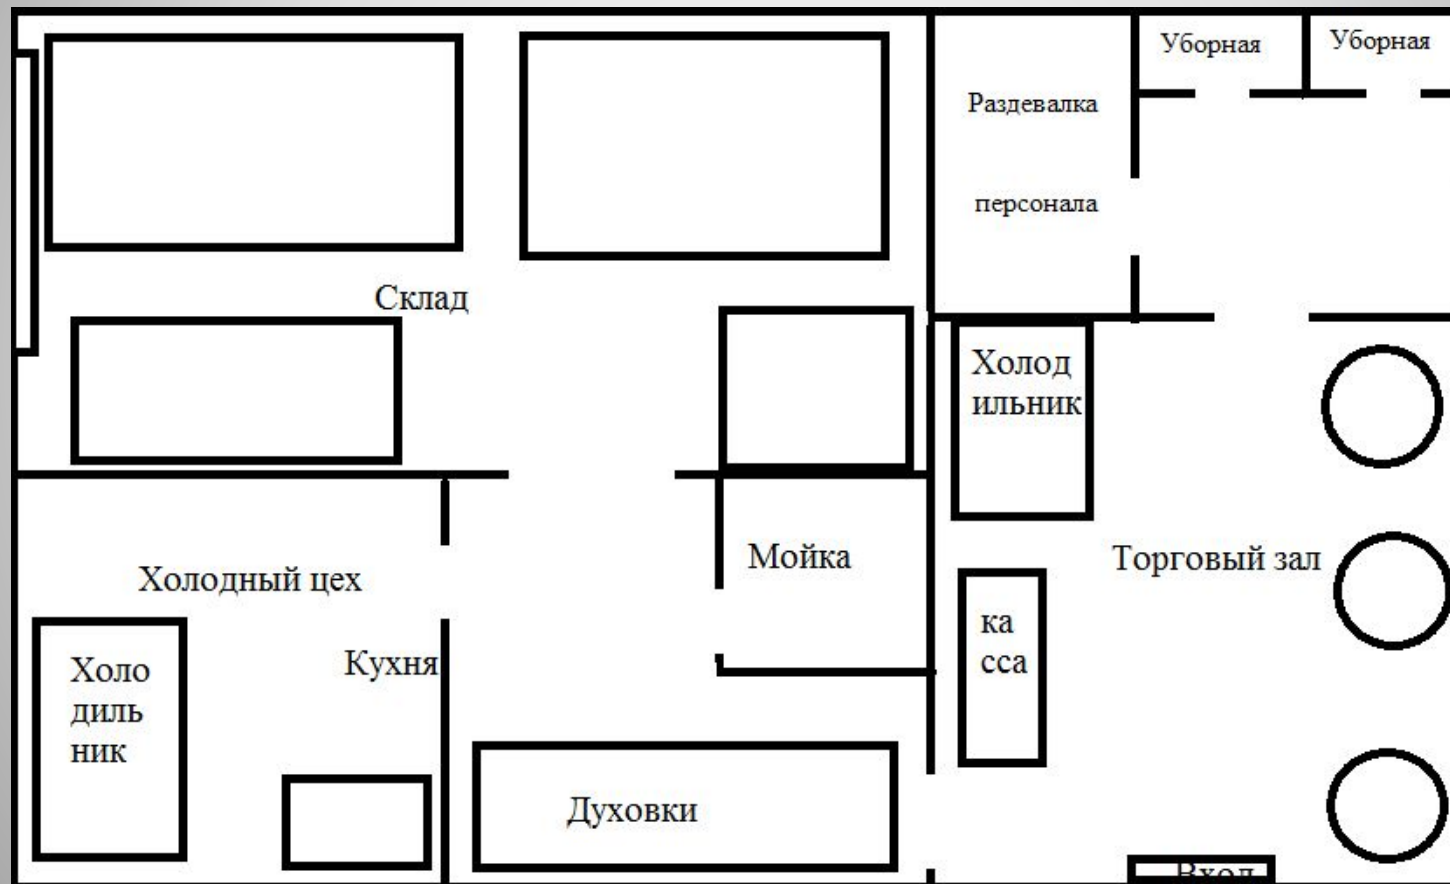 Уборная
Уборная
Раздевалка
персонала
Склад
Холод
ильник
Холодный цех
Мойка
Торговый зал
ка
сса
Кухня
Холо
диль
ник
Духовки
Вход